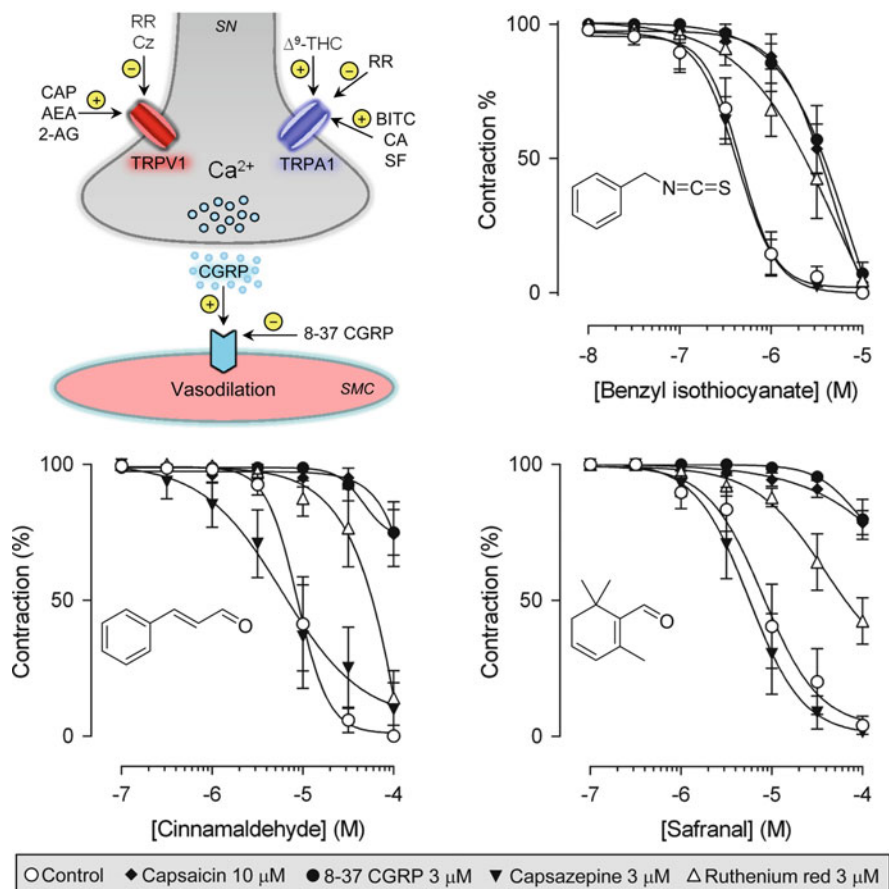 RR
Cz
SN
Δ⁹-THC
RR
CAP
AEA
2-AG
BITC
CA
SF
TRPV1
Ca²⁺
TRPA1
CGRP
8-37 CGRP
Vasodilation
SMC
Contraction %
100
50
0
N=C=S
-8 -7 -6 -5
[Benzyl isothiocyanate] (M)
Contraction (%)
100
50
0
O
-7 -6 -5 -4
[Cinnamaldehyde] (M)
Contraction (%)
100
50
0
O
-7 -6 -5 -4
[Safranal] (M)
Control Capsaicin 10 µM 8-37 CGRP 3 µM Capsazepine 3 µM Ruthenium red 3 µM